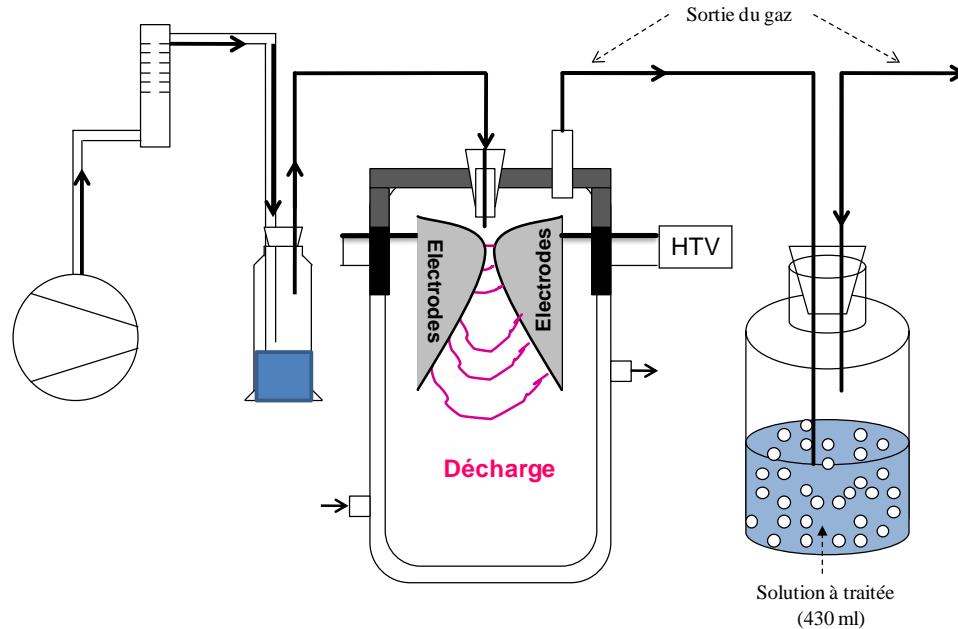 Sortie du gaz
Electrodes
Electrodes
HTV
Décharge
Solution à traitée
(430 ml)